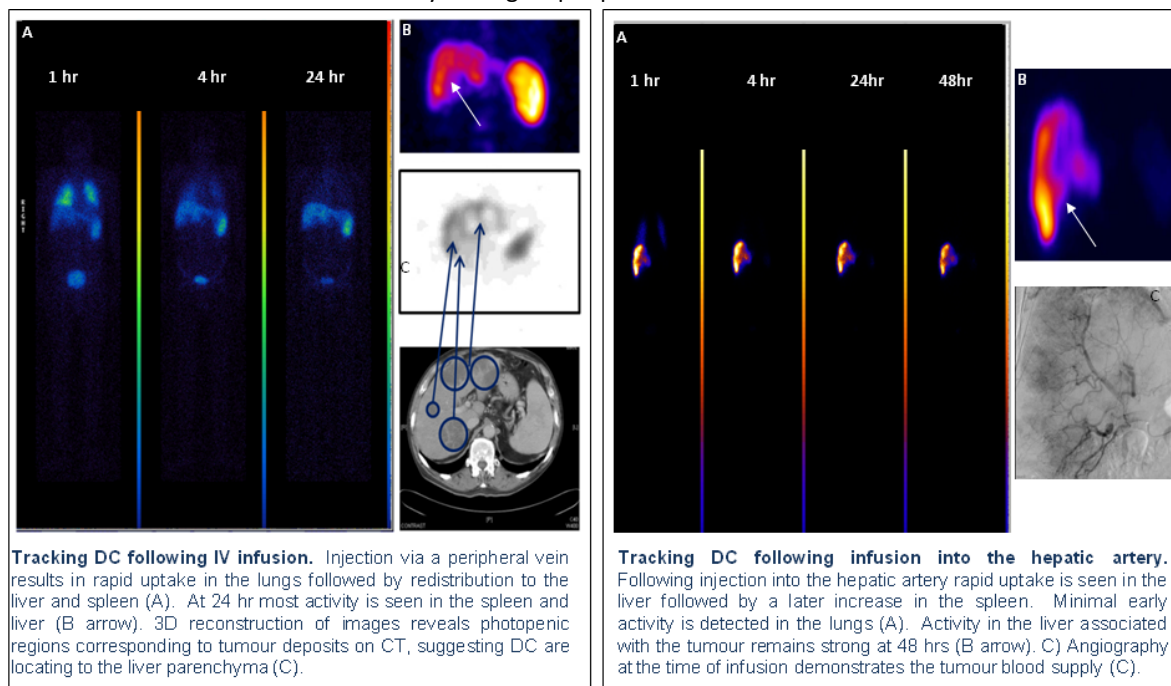 A
1 hr
4 hr
24 hr
RIGHT
B
C
CONTRAST
[P]
Tracking DC following IV infusion. Injection via a peripheral vein
results in rapid uptake in the lungs followed by redistribution to the
liver and spleen (A). At 24 hr most activity is seen in the spleen and
liver (B arrow). 3D reconstruction of images reveals photopenic
regions corresponding to tumour deposits on CT, suggesting DC are
locating to the liver parenchyma (C).
A
1 hr
4 hr
24hr
48hr
B
C
Tracking DC following infusion into the hepatic artery.
Following injection into the hepatic artery rapid uptake is seen in the
liver followed by a later increase in the spleen. Minimal early
activity is detected in the lungs (A). Activity in the liver associated
with the tumour remains strong at 48 hrs (B arrow). C) Angiography
at the time of infusion demonstrates the tumour blood supply (C).